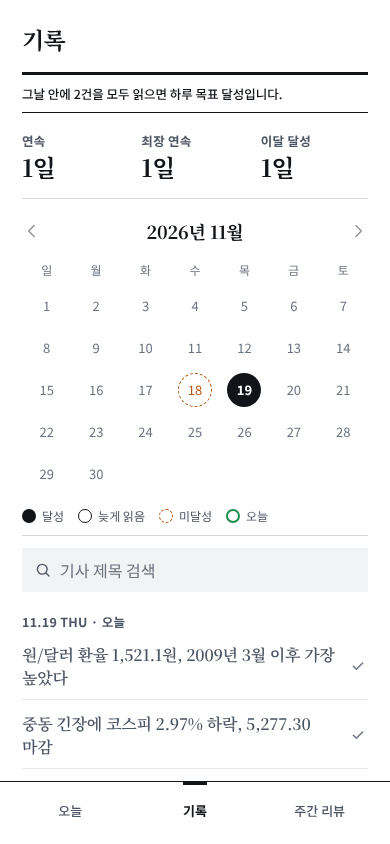 기록
그날 안에 2건을 모두 읽으면 하루 목표 달성입니다.
연속 최장 연속 이달 달성
1일 1일 1일
2026년 11월
일 월 화 수 목 금 토
1 2 3 4 5 6 7
8 9 10 11 12 13 14
15 16 17 18 19 20 21
22 23 24 25 26 27 28
29 30
달성 늦게 읽음 미달성 오늘
기사 제목 검색
11.19 THU · 오늘
원/달러 환율 1,521.1원, 2009년 3월 이후 가장
높았다
중동 긴장에 코스피 2.97% 하락, 5,277.30
마감
오늘 기록 주간 리뷰